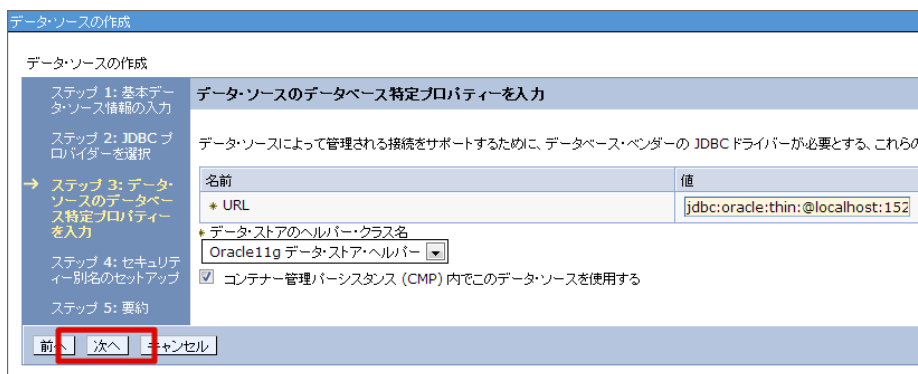 データ・ソースの作成
データ・ソースの作成
ステップ 1: 基本デー
タ・ソース情報の入力
ステップ 2: JDBC プ
ロバイダーを選択
→ ステップ 3: データ・
ソースのデータベー
ス特定プロパティー
を入力
ステップ 4: セキュリテ
ィー別名のセットアップ
ステップ 5: 要約
データ・ソースのデータベース特定プロパティーを入力
データ・ソースによって管理される接続をサポートするために、データベース・ベンダーの JDBC ドライバーが必要とする、これらの
名前 値
* URL jdbc:oracle:thin:@localhost:152
* データ・ストアのヘルパー・クラス名
Oracle11g データ・ストア・ヘルパー
コンテナー管理パーシスタンス (CMP) 内でこのデータ・ソースを使用する
前へ 次へ キャンセル